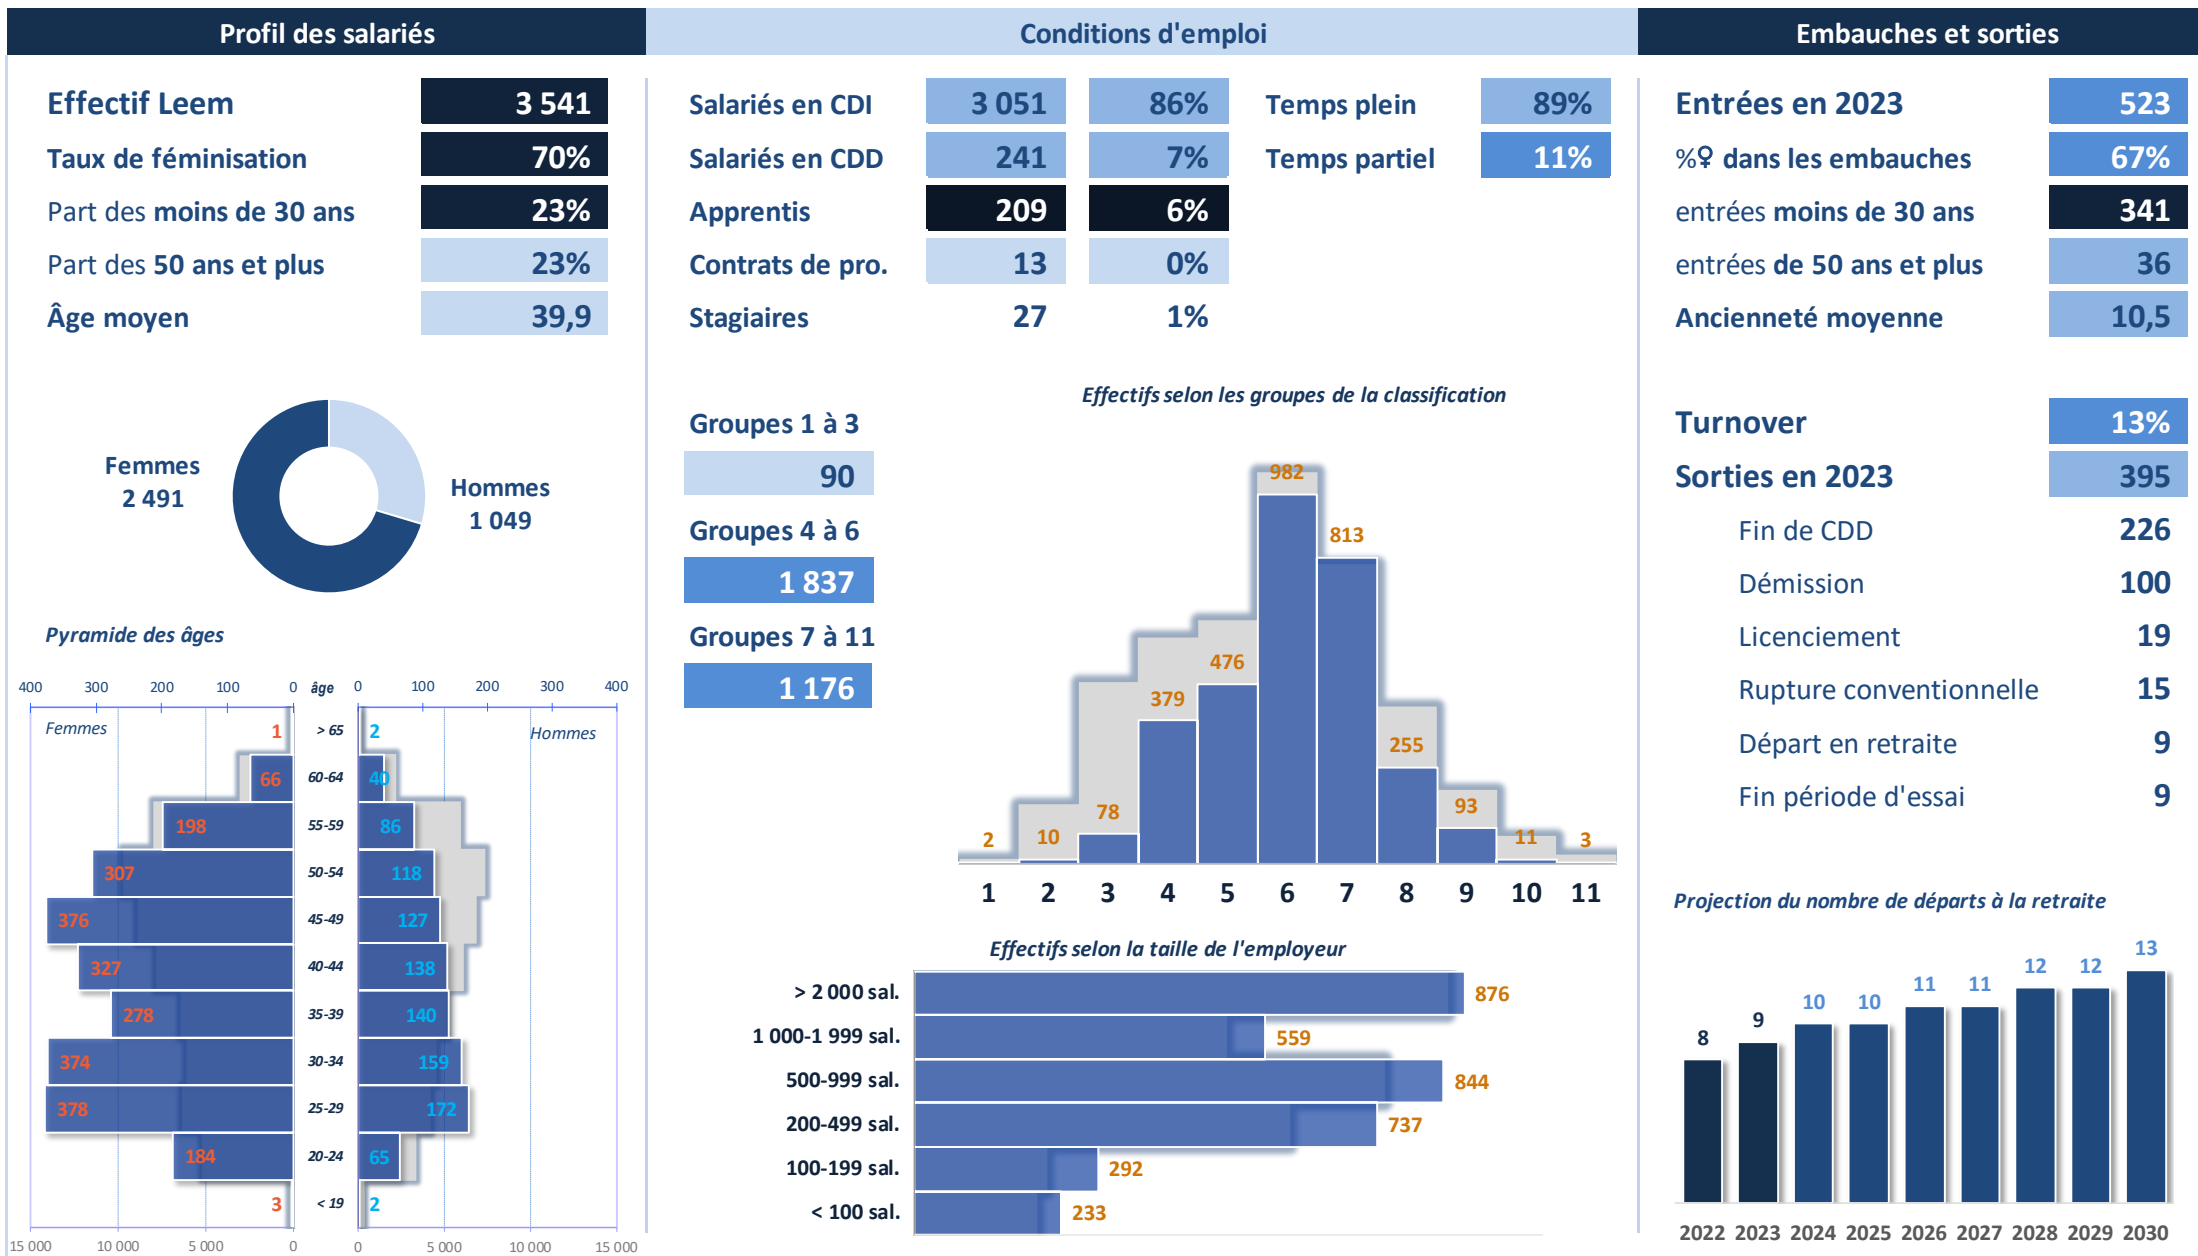 Profil des salariés
Effectif Leem 3 541
Taux de féminisation 70%
Part des moins de 30 ans 23%
Part des 50 ans et plus 23%
Âge moyen 39,9
Femmes
2 491
Hommes
1 049
Pyramide des âges
400 300 200 100 0 âge 0 100 200 300 400
Femmes Hommes
1 > 65 2
66 60-64 40
198 55-59 86
307 50-54 118
376 45-49 127
327 40-44 138
278 35-39 140
374 30-34 159
378 25-29 172
184 20-24 65
3 < 19 2
15 000 10 000 5 000 0 0 5 000 10 000 15 000
Conditions d'emploi
Salariés en CDI 3 051 86% Temps plein 89%
Salariés en CDD 241 7% Temps partiel 11%
Apprentis 209 6%
Contrats de pro. 13 0%
Stagiaires 27 1%
Groupes 1 à 3
90
Groupes 4 à 6
1 837
Groupes 7 à 11
1 176
Effectifs selon les groupes de la classification
2 10 78 379 476 982 813 255 93 11 3
1 2 3 4 5 6 7 8 9 10 11
Effectifs selon la taille de l'employeur
> 2 000 sal. 876
1 000-1 999 sal. 559
500-999 sal. 844
200-499 sal. 737
100-199 sal. 292
< 100 sal. 233
Embauches et sorties
Entrées en 2023 523
%♀ dans les embauches 67%
entrées moins de 30 ans 341
entrées de 50 ans et plus 36
Ancienneté moyenne 10,5
Turnover 13%
Sorties en 2023 395
Fin de CDD 226
Démission 100
Licenciement 19
Rupture conventionnelle 15
Départ en retraite 9
Fin période d'essai 9
Projection du nombre de départs à la retraite
8 9 10 10 11 11 12 12 13
2022 2023 2024 2025 2026 2027 2028 2029 2030